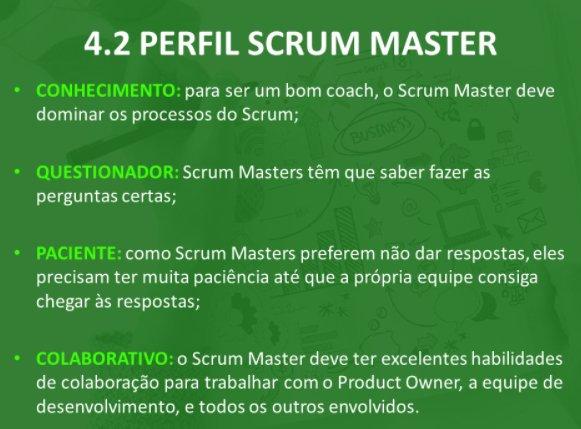 4.2 PERFIL SCRUM MASTER
• CONHECIMENTO: para ser um bom coach, o Scrum Master deve
dominar os processos do Scrum;
• QUESTIONADOR: Scrum Masters têm que saber fazer as
perguntas certas;
• PACIENTE: como Scrum Masters preferem não dar respostas, eles
precisam ter muita paciência até que a própria equipe consiga
chegar às respostas;
• COLABORATIVO: o Scrum Master deve ter excelentes habilidades
de colaboração para trabalhar com o Product Owner, a equipe de
desenvolvimento, e todos os outros envolvidos.
BUSINESS